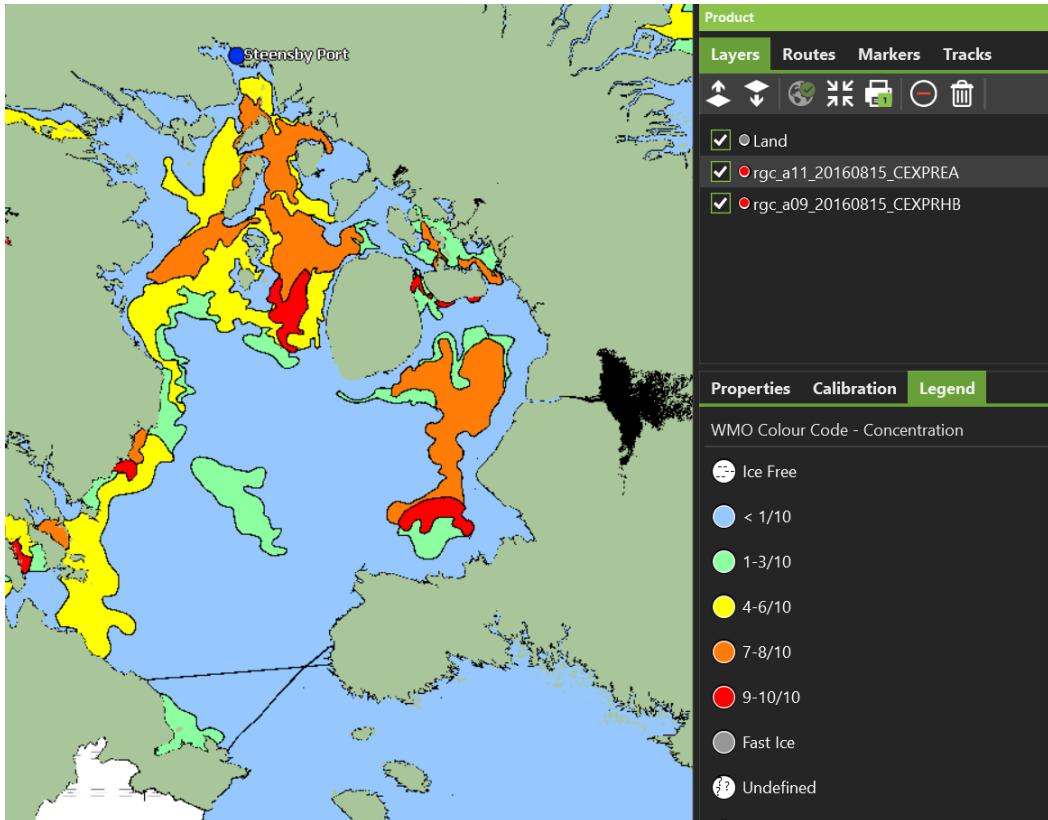 Steensby Port
Product
Layers Routes Markers Tracks
1
Land
rgc_a11_20160815_CEXPREA
rgc_a09_20160815_CEXPRHB
Properties Calibration Legend
WMO Colour Code - Concentration
Ice Free
< 1/10
1-3/10
4-6/10
7-8/10
9-10/10
Fast Ice
? Undefined